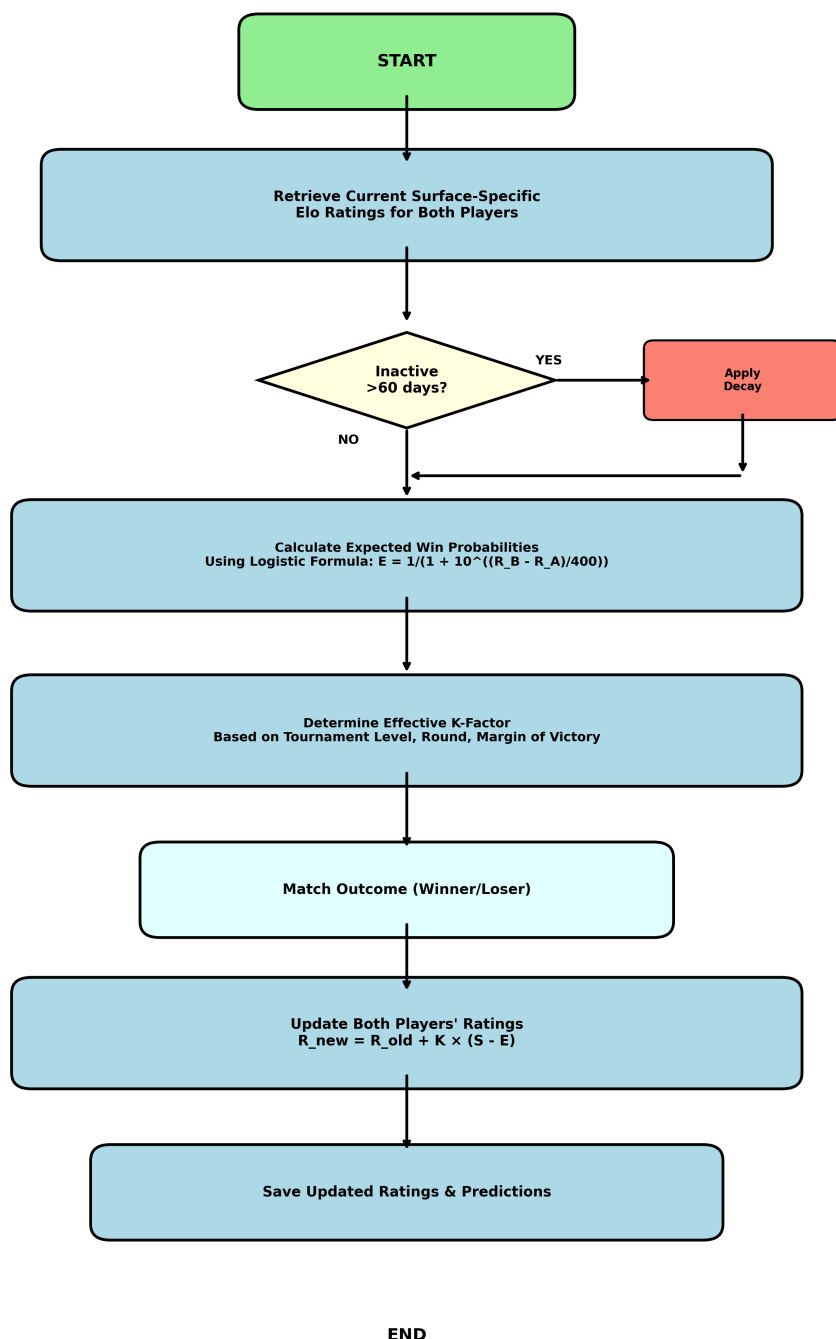 START
Retrieve Current Surface-Specific
Elo Ratings for Both Players
Inactive
>60 days?
YES
Apply
Decay
NO
Calculate Expected Win Probabilities
Using Logistic Formula: E = 1/(1 + 10^((R_B - R_A)/400))
Determine Effective K-Factor
Based on Tournament Level, Round, Margin of Victory
Match Outcome (Winner/Loser)
Update Both Players' Ratings
R_new = R_old + K × (S - E)
Save Updated Ratings & Predictions
END